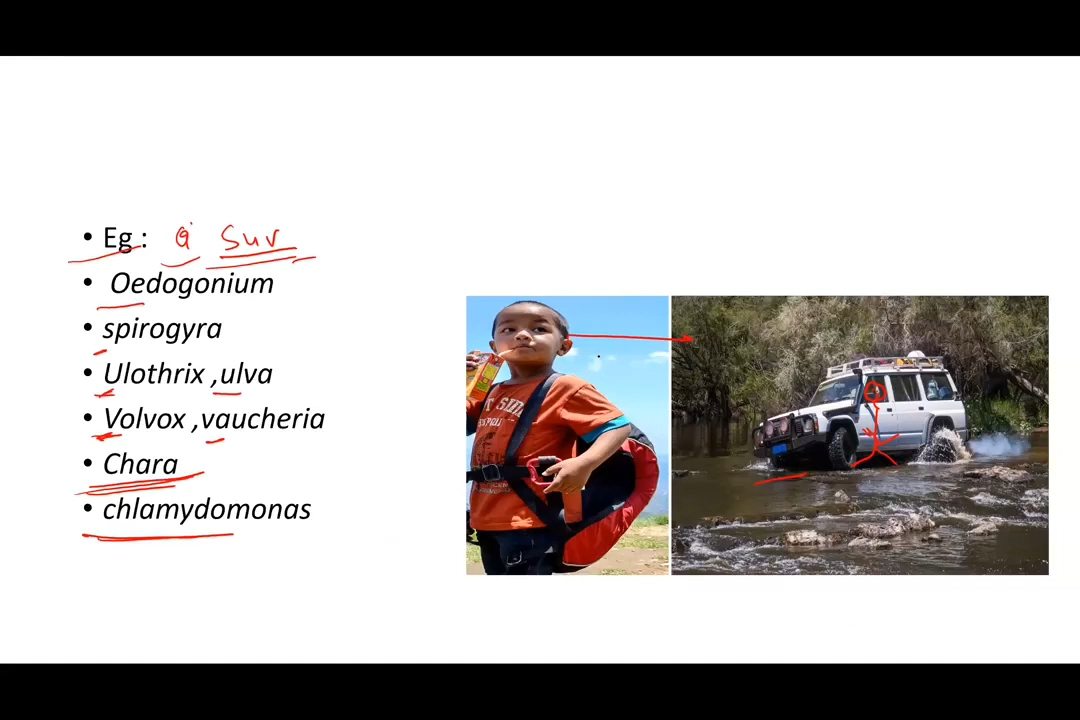 • Eg : Suv
• Oedogonium
• spirogyra
• Ulothrix ,ulva
• Volvox ,vaucheria
• Chara
• chlamydomonas